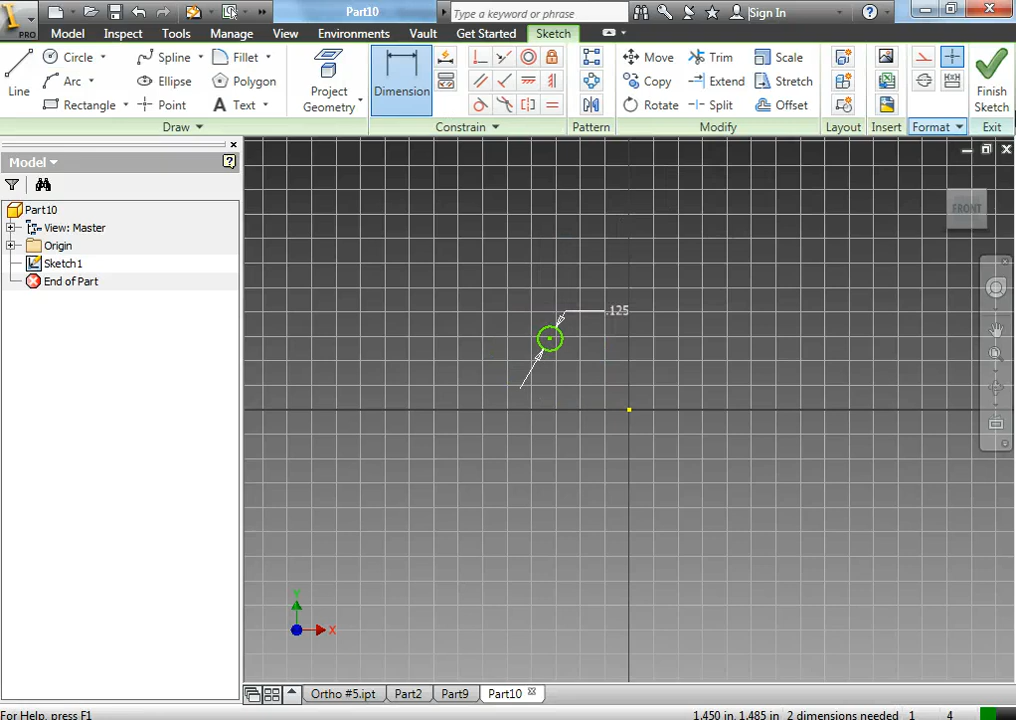 Part10
Type a keyword or phrase
Sign In
PRO
Model Inspect Tools Manage View Environments Vault Get Started Sketch
Line
Circle
Arc
Rectangle
Spline
Ellipse
Point
Fillet
Polygon
Text
Project
Geometry
Dimension
Move
Copy
Rotate
Trim
Extend
Split
Scale
Stretch
Offset
Finish
Sketch
Draw Constrain Pattern Modify Layout Insert Format Exit
Model
Part10
View: Master
Origin
Sketch1
End of Part
FRONT
.125
Y
X
Ortho #5.ipt Part2 Part9 Part10
For Help, press F1
1.450 in, 1.485 in 2 dimensions needed 1 4